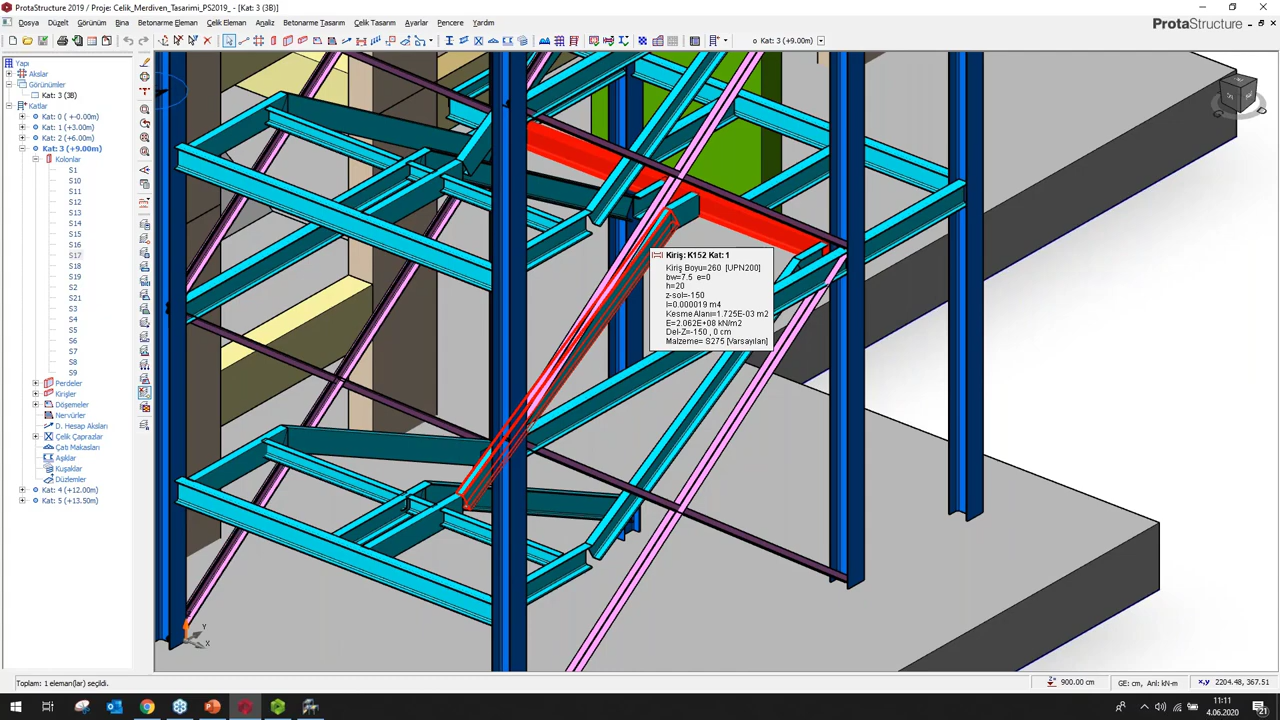 ProtaStructure 2019 / Proje: Celik_Merdiven_Tasarimi_PS2019_ - [Kat: 3 (3B)]
Dosya Düzelt Görünüm Bina Betonarme Eleman Çelik Eleman Analiz Betonarme Tasarım Çelik Tasarım Ayarlar Pencere Yardım
ProtaStructure®
Kat: 3 (+9.00m)
Yapı
Akslar
Görünümler
Kat: 3 (3B)
Katlar
Kat: 0 ( +-0.00m)
Kat: 1 (+3.00m)
Kat: 2 (+6.00m)
Kat: 3 (+9.00m)
Kolonlar
S1
S10
S11
S12
S13
S14
S15
S16
S17
S18
S19
S2
S21
S3
S4
S5
S6
S7
S8
S9
Perdeler
Kirişler
Döşemeler
Nervürler
D. Hesap Aksları
Çelik Çaprazlar
Çatı Makasları
Aşıklar
Kuşaklar
Düzlemler
Kat: 4 (+12.00m)
Kat: 5 (+13.50m)
Kiriş: K152 Kat: 1
Kiriş Boyu=260 [UPN200]
bw=7.5 e=0
h=20
z-sol=-150
I=0.000019 m4
Kesme Alanı=1.725E-03 m2
E=2.062E+08 kN/m2
Del-Z=-150 , 0 cm
Malzeme= S275 [Varsayılan]
Y
X
Toplam: 1 eleman(lar) seçildi.
900.00 cm
GE: cm, Anl: kN-m
x,y 2204.48, 367.51
11:11
4.06.2020
21